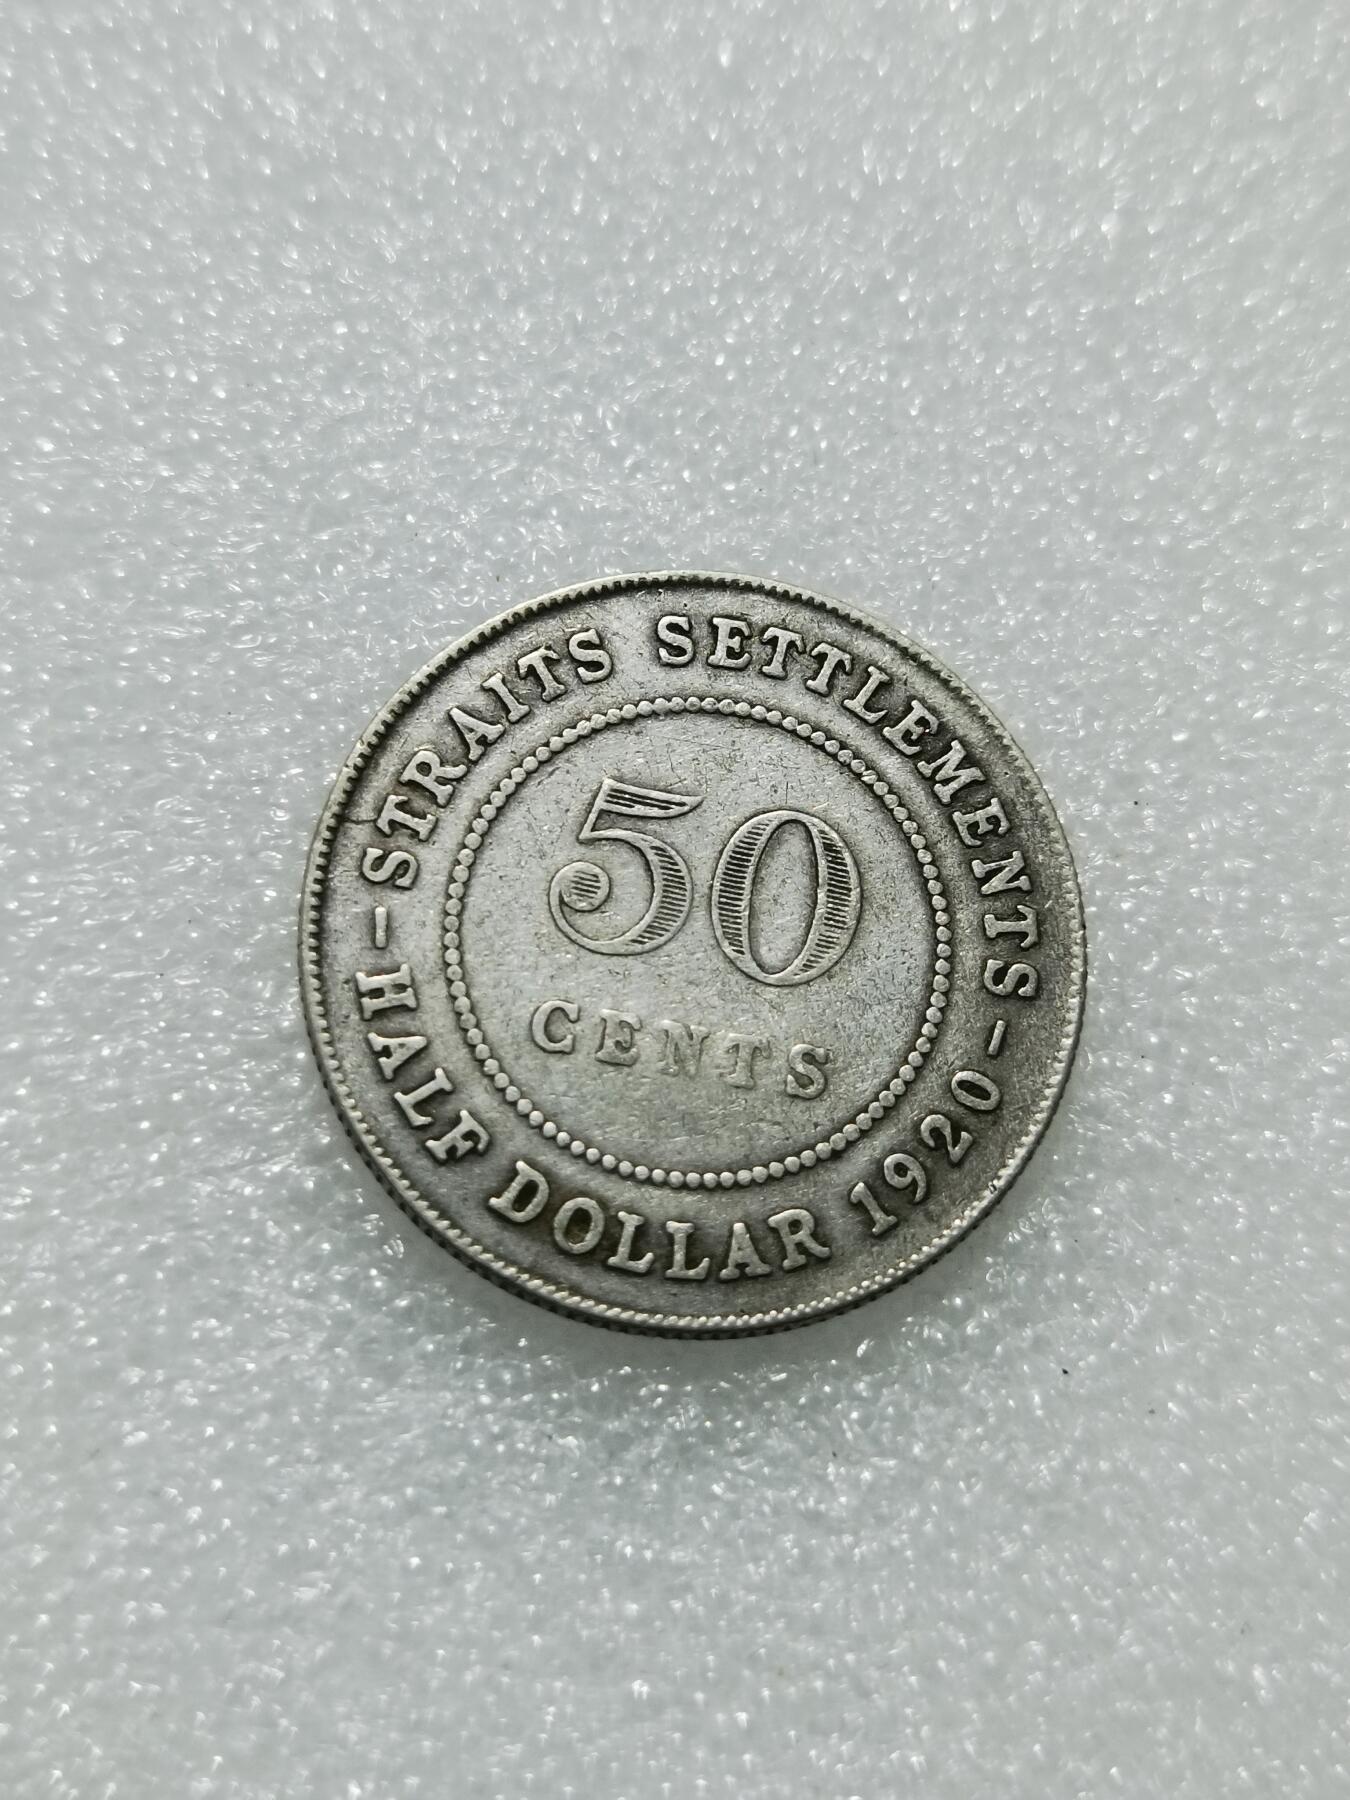 -STRAITS SETTLEMENTS-
50
CENTS
HALF DOLLAR 1920